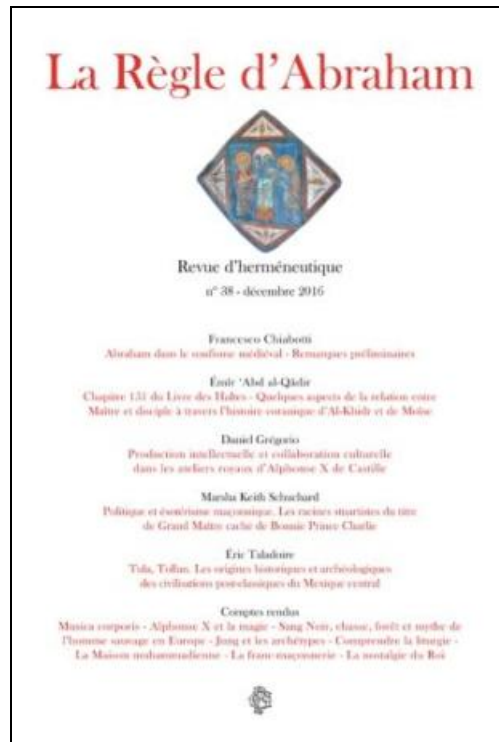 La Règle d'Abraham
Revue d'herméneutique
n° 38 - décembre 2016
Francesco Chiabotti
Abraham dans le soufisme médiéval - Remarques préliminaires
Émir ‘Abd al-Qâdir
Chapitre 131 du Livre des Haltes - Quelques aspects de la relation entre
Maître et disciple à travers l'histoire coranique d'Al-Khidr et de Moïse
Daniel Grégorio
Production intellectuelle et collaboration culturelle
dans les ateliers royaux d'Alphonse X de Castille
Marsha Keith Schuchard
Politique et ésotérisme maçonnique. Les racines stuartistes du titre
de Grand Maître caché de Bonnie Prince Charlie
Éric Taladoire
Tula, Tollan. Les origines historiques et archéologiques
des civilisations post-classiques du Mexique central
Comptes rendus
Musica corporis - Alphonse X et la magie - Sang Noir, chasse, forêt et mythe de
l'homme sauvage en Europe - Jung et les archétypes - Comprendre la liturgie -
La Maison muhammadienne - La franc-maçonnerie - La nostalgie du Roi